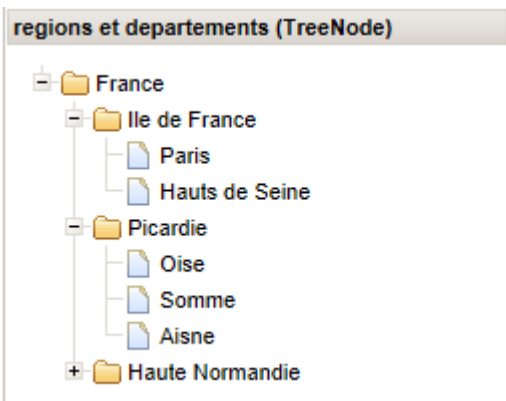 regions et departements (TreeNode)
France
Ile de France
Paris
Hauts de Seine
Picardie
Oise
Somme
Aisne
Haute Normandie